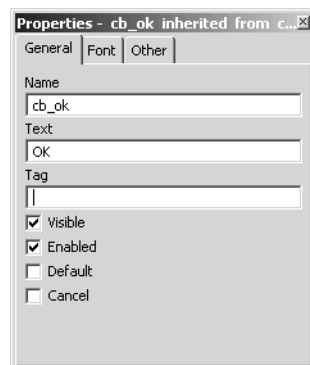 Properties - cb_ok inherited from c...
General Font Other
Name
cb_ok
Text
OK
Tag
Visible
Enabled
Default
Cancel